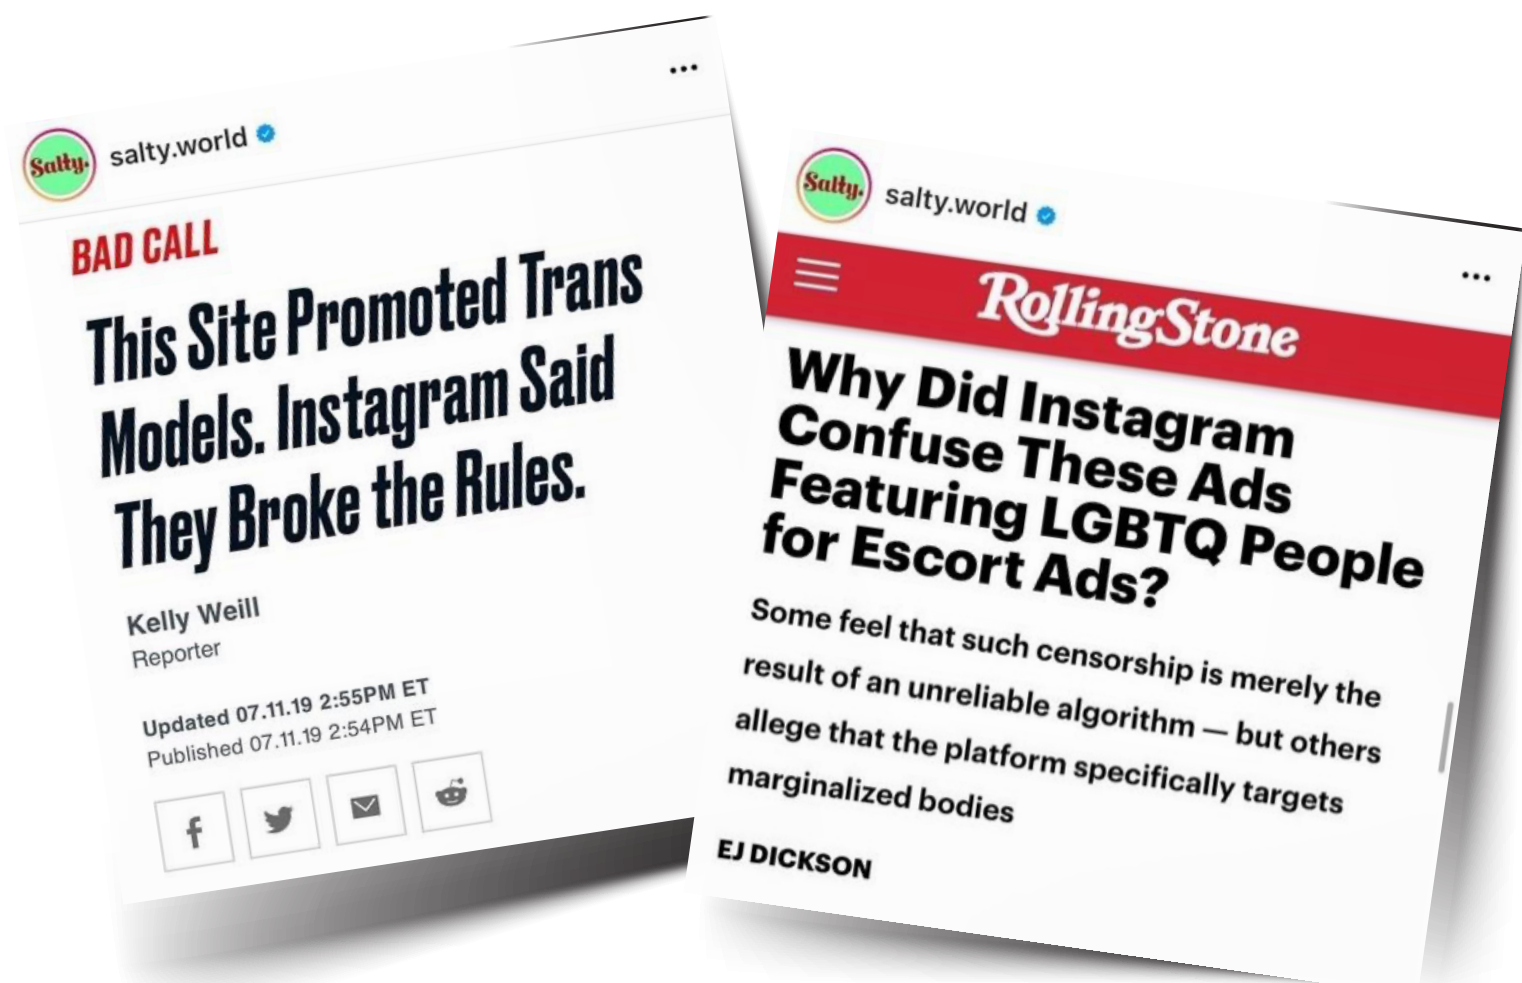 Salty.
salty.world
BAD CALL
This Site Promoted Trans
Models. Instagram Said
They Broke the Rules.
Kelly Weill
Reporter
Updated 07.11.19 2:55PM ET
Published 07.11.19 2:54PM ET
Salty.
salty.world
RollingStone
Why Did Instagram
Confuse These Ads
Featuring LGBTQ People
for Escort Ads?
Some feel that such censorship is merely the
result of an unreliable algorithm — but others
allege that the platform specifically targets
marginalized bodies
EJ DICKSON